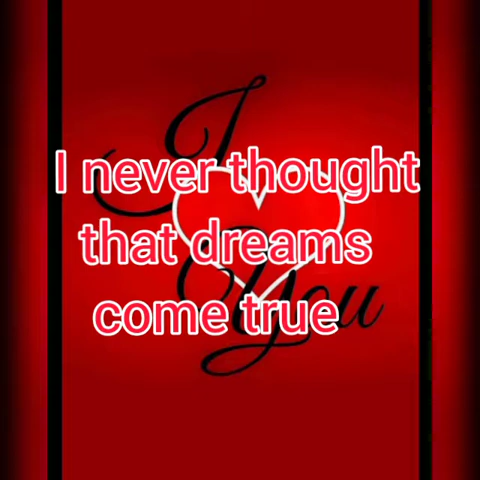 I
I never thought
that dreams
come true
You